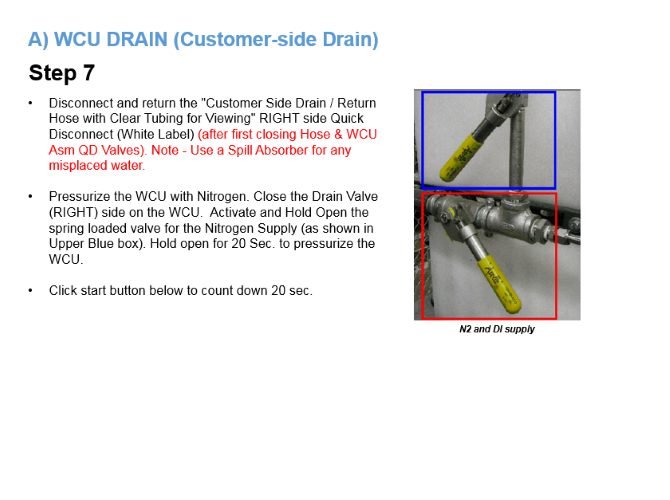 A) WCU DRAIN (Customer-side Drain)
Step 7
• Disconnect and return the "Customer Side Drain / Return
Hose with Clear Tubing for Viewing" RIGHT side Quick
Disconnect (White Label) (after first closing Hose & WCU
Asm QD Valves). Note - Use a Spill Absorber for any
misplaced water.
• Pressurize the WCU with Nitrogen. Close the Drain Valve
(RIGHT) side on the WCU.  Activate and Hold Open the
spring loaded valve for the Nitrogen Supply (as shown in
Upper Blue box). Hold open for 20 Sec. to pressurize the
WCU.
• Click start button below to count down 20 sec.
N2 and DI supply